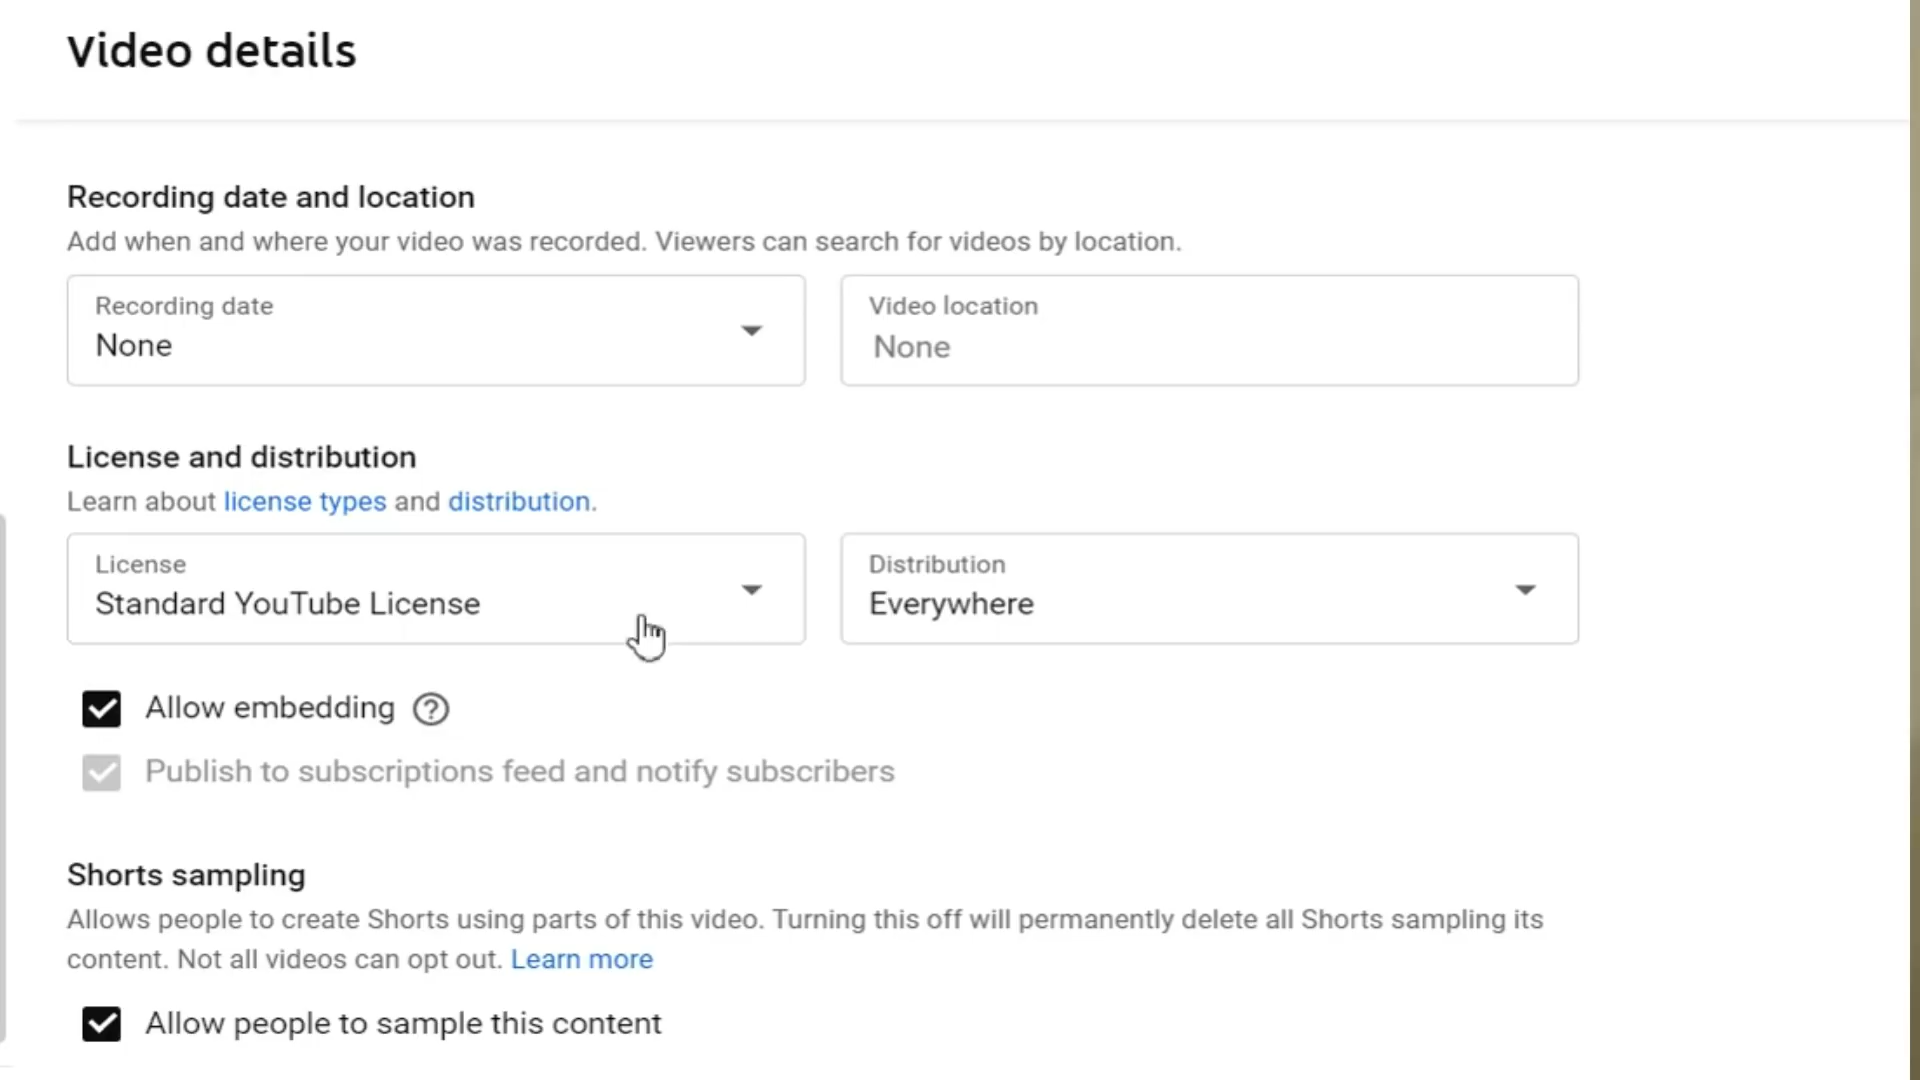 Video details
Recording date and location
Add when and where your video was recorded. Viewers can search for videos by location.
Recording date
None
Video location
None
License and distribution
Learn about license types and distribution.
License
Standard YouTube License
Distribution
Everywhere
Allow embedding
Publish to subscriptions feed and notify subscribers
Shorts sampling
Allows people to create Shorts using parts of this video. Turning this off will permanently delete all Shorts sampling its
content. Not all videos can opt out. Learn more
Allow people to sample this content